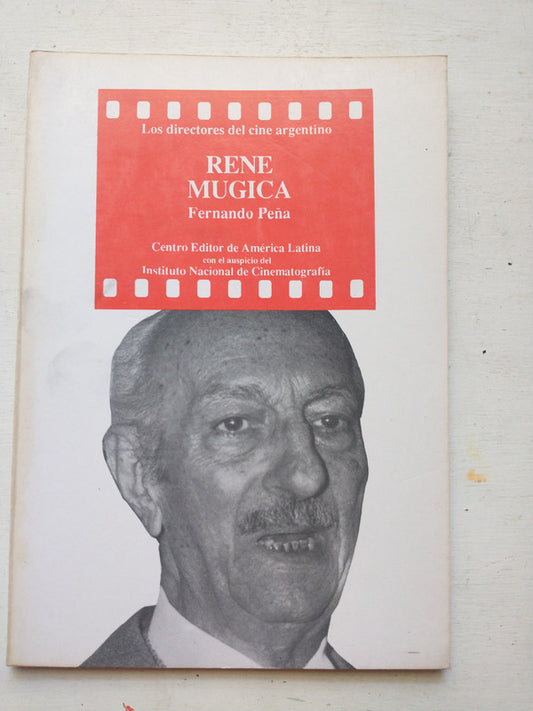 Los directores del cine argentino
RENE
MUGICA
Fernando Peña
Centro Editor de América Latina
con el auspicio del
Instituto Nacional de Cinematografía